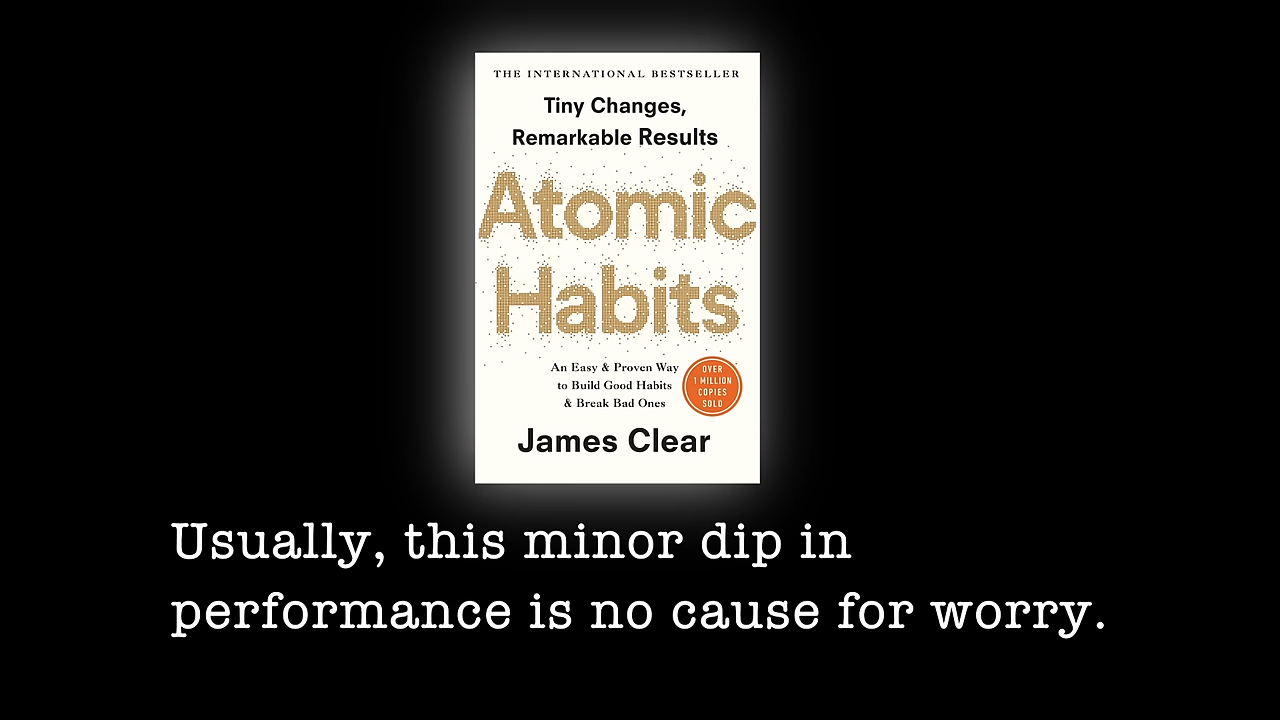 THE INTERNATIONAL BESTSELLER
Tiny Changes,
Remarkable Results
Atomic
Habits
An Easy & Proven Way
to Build Good Habits
& Break Bad Ones
OVER
1 MILLION
COPIES
SOLD
James Clear
Usually, this minor dip in
performance is no cause for worry.